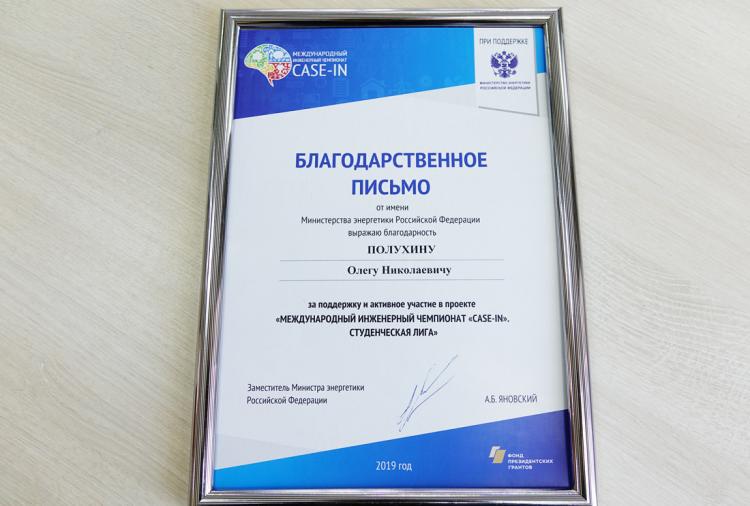 МЕЖДУНАРОДНЫЙ
ИНЖЕНЕРНЫЙ ЧЕМПИОНАТ
CASE-IN
ПРИ ПОДДЕРЖКЕ
МИНИСТЕРСТВО ЭНЕРГЕТИКИ
РОССИЙСКОЙ ФЕДЕРАЦИИ
БЛАГОДАРСТВЕННОЕ
ПИСЬМО
от имени
Министерства энергетики Российской Федерации
выражаю благодарность
ПОЛУХИНУ
Олегу Николаевичу
за поддержку и активное участие в проекте
«МЕЖДУНАРОДНЫЙ ИНЖЕНЕРНЫЙ ЧЕМПИОНАТ «CASE-IN».
СТУДЕНЧЕСКАЯ ЛИГА»
Заместитель Министра энергетики
Российской Федерации
А.Б. ЯНОВСКИЙ
2019 год
ФОНД
ПРЕЗИДЕНТСКИХ
ГРАНТОВ